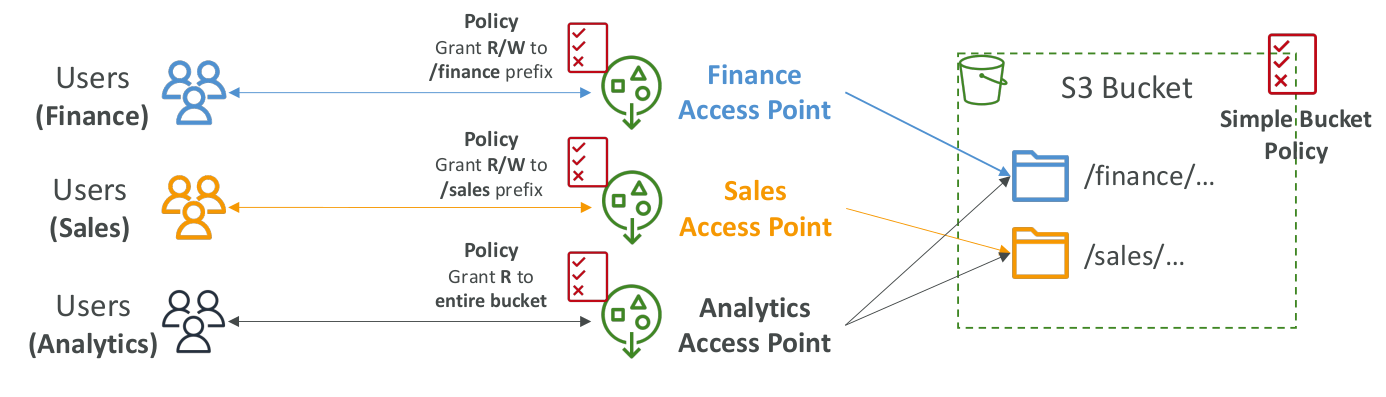 Users
(Finance)
Policy
Grant R/W to
/finance prefix
Finance
Access Point
Users
(Sales)
Policy
Grant R/W to
/sales prefix
Sales
Access Point
Users
(Analytics)
Policy
Grant R to
entire bucket
Analytics
Access Point
S3 Bucket
Simple Bucket
Policy
/finance/...
/sales/...